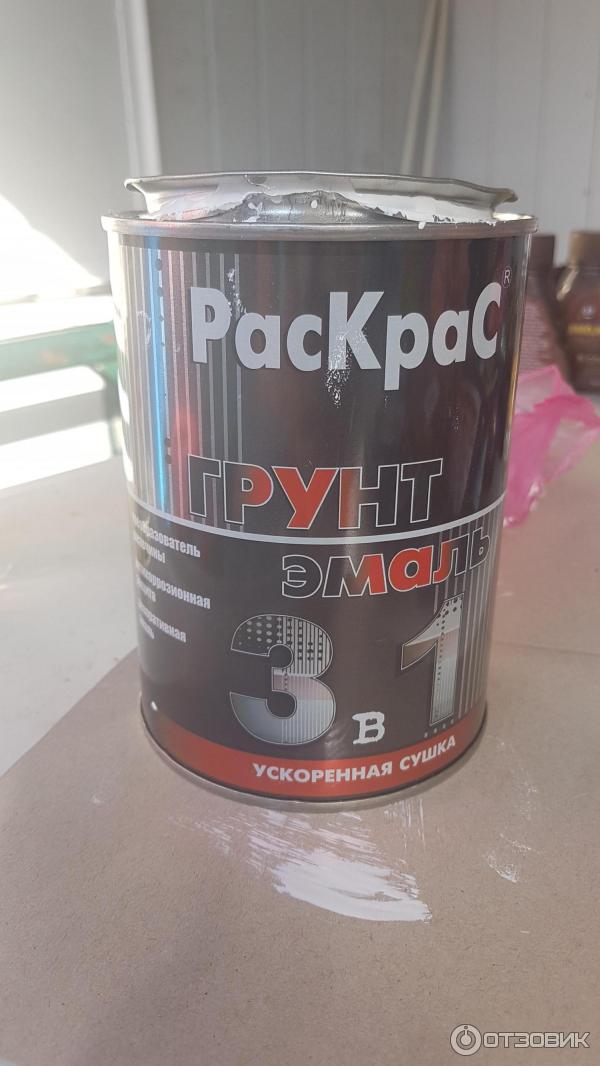 РасКраС®
ГРУНТ
ЭМАЛЬ
3 в 1
УСКОРЕННАЯ СУШКА
ОТЗОВИК